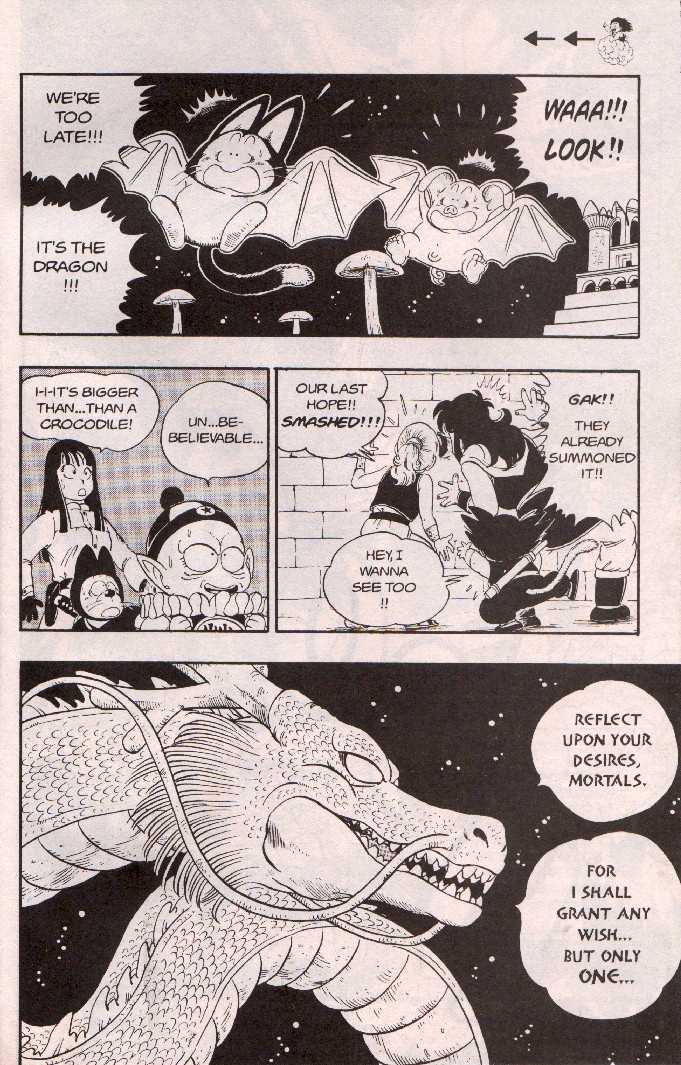 WAAA!!!
LOOK!!
WE'RE
TOO
LATE!!!
IT'S THE
DRAGON
!!!
GAK!!
THEY
ALREADY
SUMMONED
IT!!
OUR LAST
HOPE!!
SMASHED!!!
HEY, I
WANNA
SEE TOO
!!
UN...BE-
BELIEVABLE...
I-I-IT'S BIGGER
THAN...THAN A
CROCODILE!
REFLECT
UPON YOUR
DESIRES,
MORTALS.
FOR
I SHALL
GRANT ANY
WISH...
BUT ONLY
ONE...